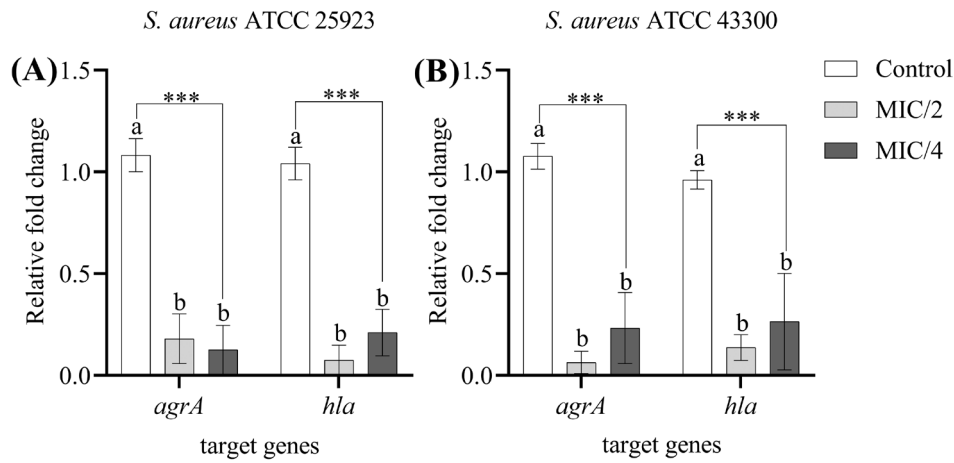 S. aureus ATCC 25923
(A)
Relative fold change
1.5
1.0
0.5
0.0
***
***
a
b
b
a
b
b
agrA
hla
target genes
S. aureus ATCC 43300
(B)
Relative fold change
1.5
1.0
0.5
0.0
***
***
a
b
b
a
b
b
agrA
hla
target genes
Control
MIC/2
MIC/4